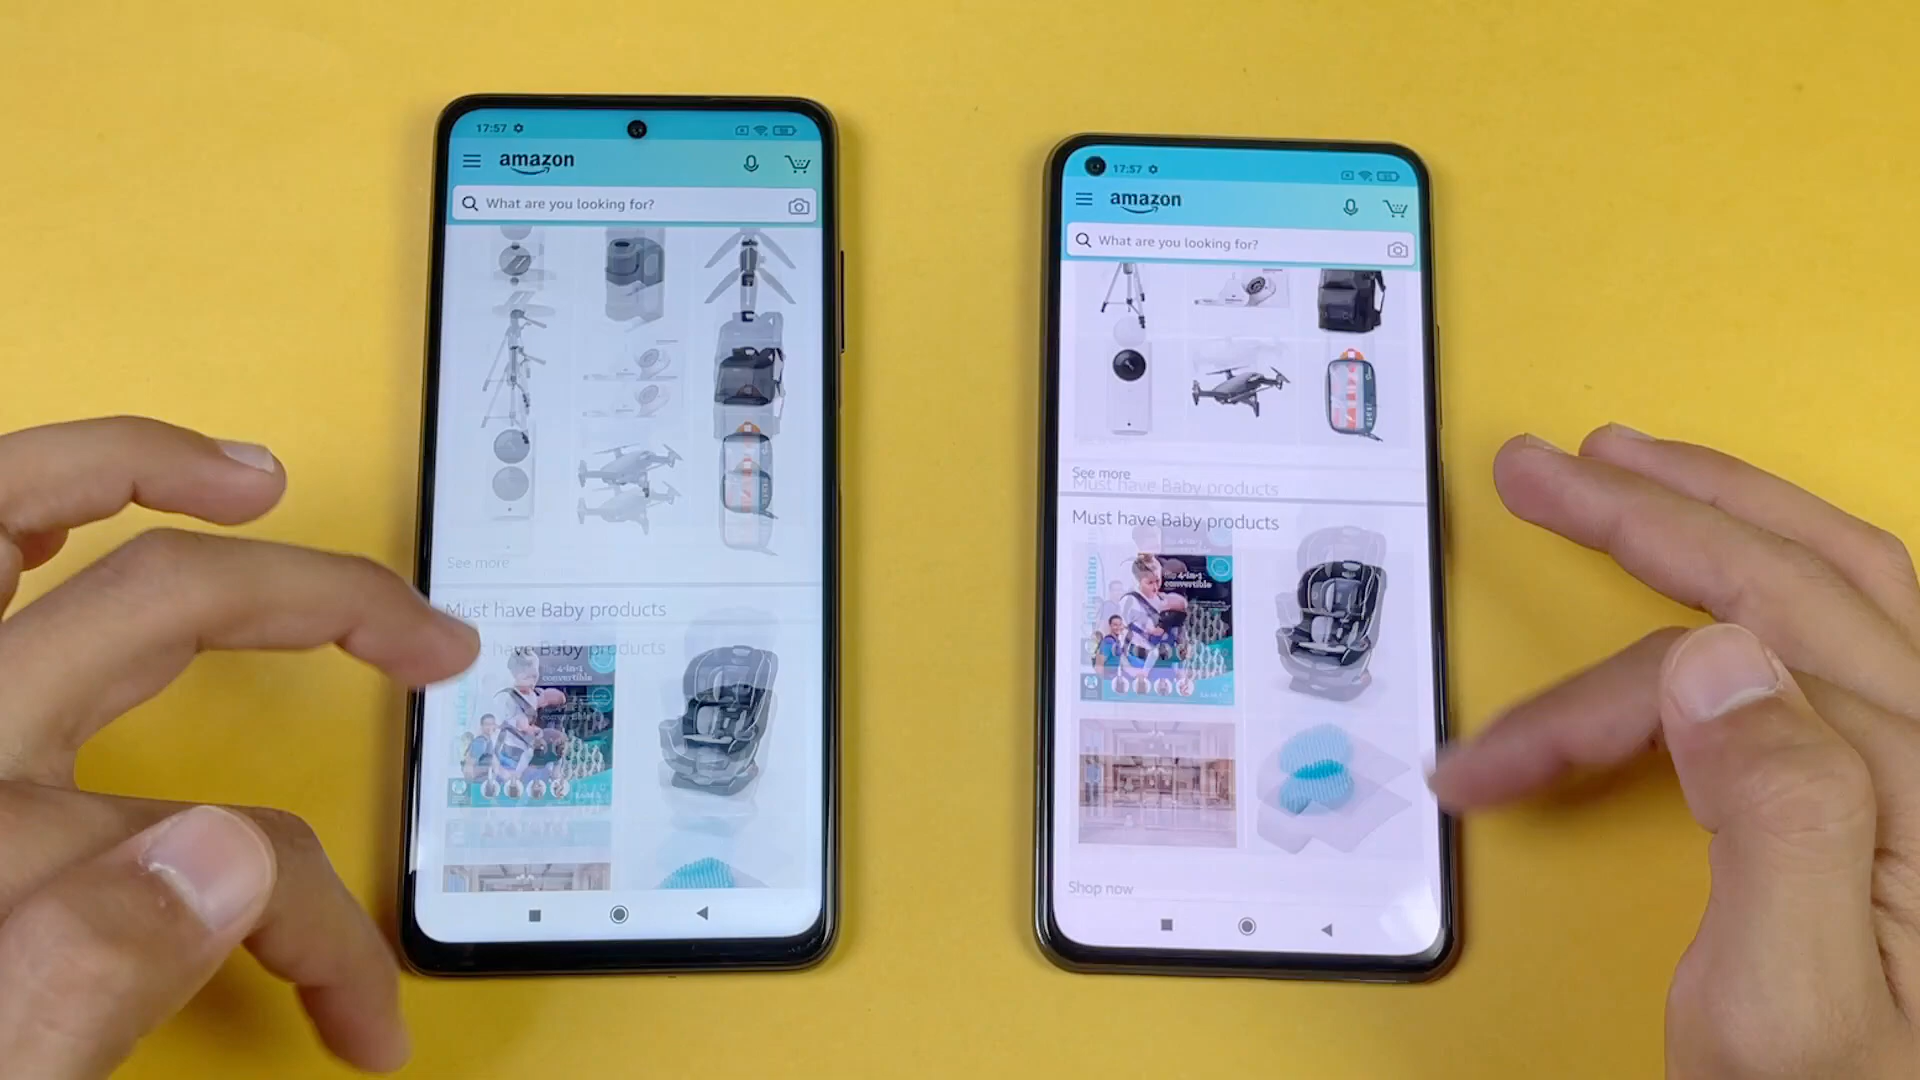 17:57
amazon
What are you looking for?
See more
Must have Baby products
have Baby products
4-in-1
convertible
17:57
amazon
What are you looking for?
See more
Must have Baby products
Must have Baby products
4-in-1
convertible
Shop now